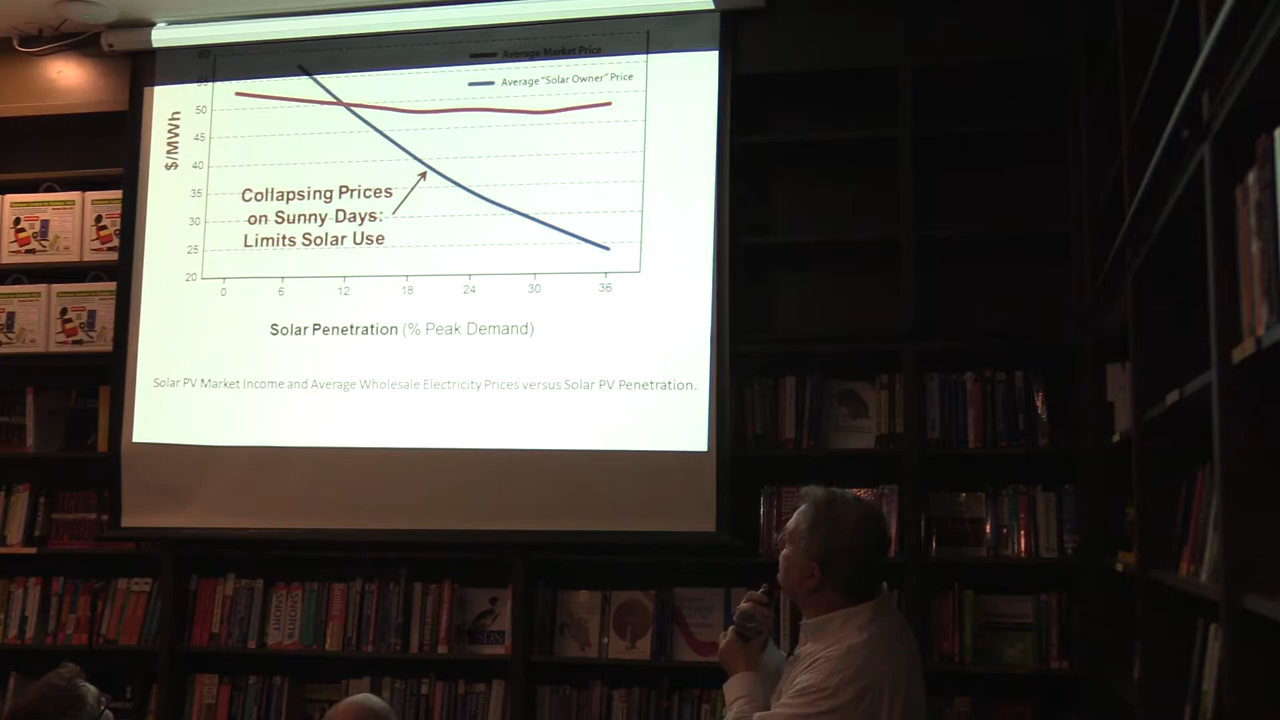 60
Average Market Price
55
Average "Solar Owner" Price
50
$/MWh
45
40
35
30
25
20
Collapsing Prices
on Sunny Days:
Limits Solar Use
0 6 12 18 24 30 36
Solar Penetration (% Peak Demand)
Solar PV Market Income and Average Wholesale Electricity Prices versus Solar PV Penetration.